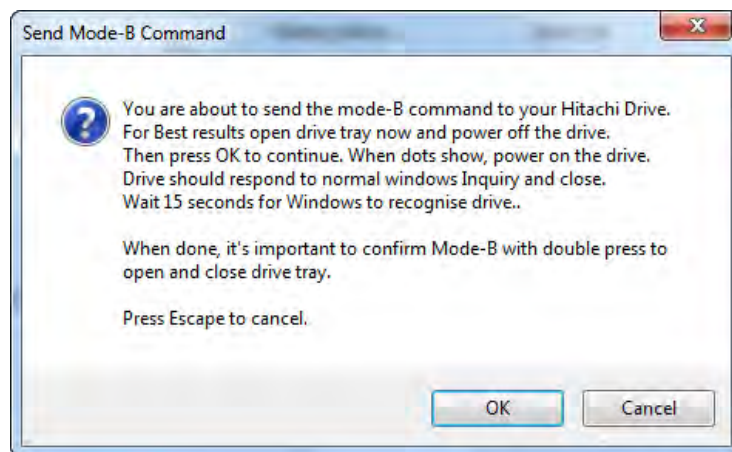 Send Mode-B Command
You are about to send the mode-B command to your Hitachi Drive.
For Best results open drive tray now and power off the drive.
Then press OK to continue. When dots show, power on the drive.
Drive should respond to normal windows Inquiry and close.
Wait 15 seconds for Windows to recognise drive..
When done, it's important to confirm Mode-B with double press to
open and close drive tray.
Press Escape to cancel.
OK
Cancel